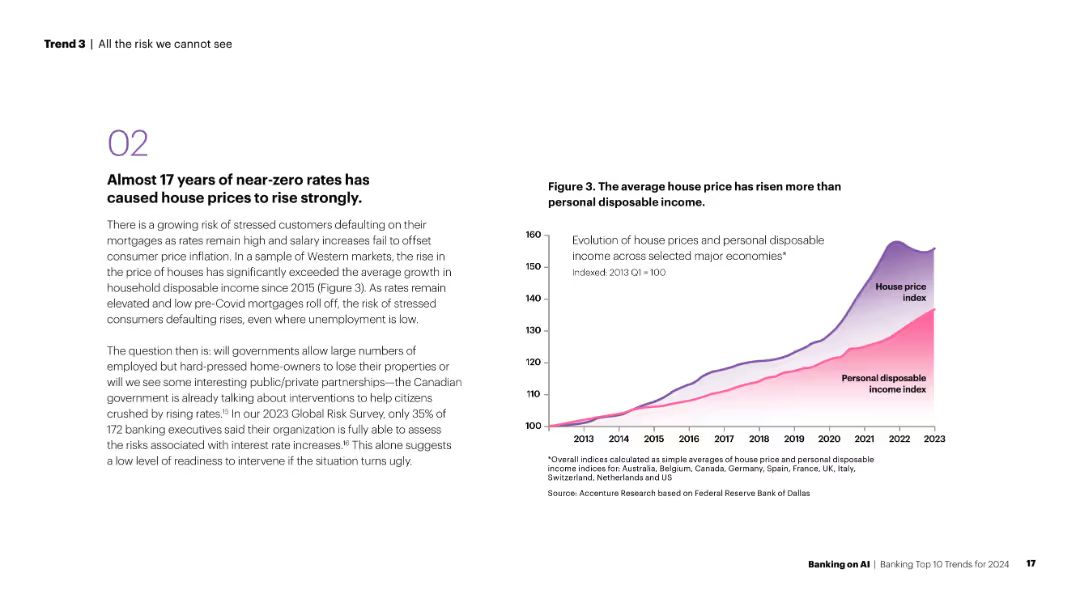 Trend 3 | All the risk we cannot see
02
Almost 17 years of near-zero rates has
caused house prices to rise strongly.
There is a growing risk of stressed customers defaulting on their
mortgages as rates remain high and salary increases fail to offset
consumer price inflation. In a sample of Western markets, the rise in
the price of houses has significantly exceeded the average growth in
household disposable income since 2015 (Figure 3). As rates remain
elevated and low pre-Covid mortgages roll off, the risk of stressed
consumers defaulting rises, even where unemployment is low.
The question then is: will governments allow large numbers of
employed but hard-pressed home-owners to lose their properties or
will we see some interesting public/private partnerships—the Canadian
government is already talking about interventions to help citizens
crushed by rising rates.¹⁵ In our 2023 Global Risk Survey, only 35% of
172 banking executives said their organization is fully able to assess
the risks associated with interest rate increases.¹⁶ This alone suggests
a low level of readiness to intervene if the situation turns ugly.
Figure 3. The average house price has risen more than
personal disposable income.
Evolution of house prices and personal disposable
income across selected major economies*
Indexed: 2013 Q1 = 100
160
150
140
130
120
110
100
House price
index
Personal disposable
income index
2013 2014 2015 2016 2017 2018 2019 2020 2021 2022 2023
*Overall indices calculated as simple averages of house price and personal disposable
income indices for: Australia, Belgium, Canada, Germany, Spain, France, UK, Italy,
Switzerland, Netherlands and US
Source: Accenture Research based on Federal Reserve Bank of Dallas
Banking on AI | Banking Top 10 Trends for 2024 17